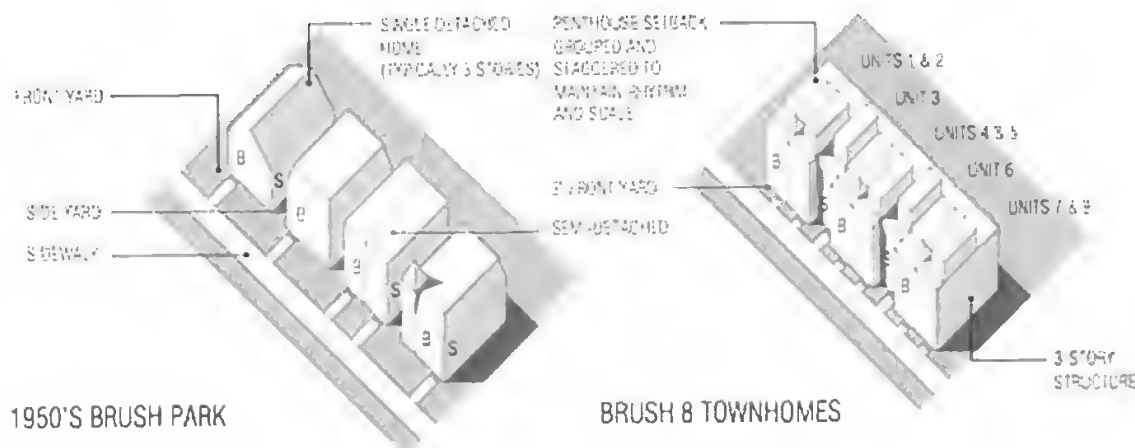 SINGLE DETACHED
HOME
(TYPICALLY 3 STORIES)
FRONT YARD
B
S
SIDE YARD
B
SIDEWALK
B
S
B
S
1950'S BRUSH PARK
PENTHOUSE SETBACK
GROUPED AND
STAGGERED TO
MAINTAIN RHYTHM
AND SCALE
UNITS 1 & 2
UNIT 3
UNITS 4 & 5
UNIT 6
UNITS 7 & 8
B
FRONT YARD
S
B
SEMI-DETACHED
S
B
3 STORY
STRUCTURE
BRUSH 8 TOWNHOMES